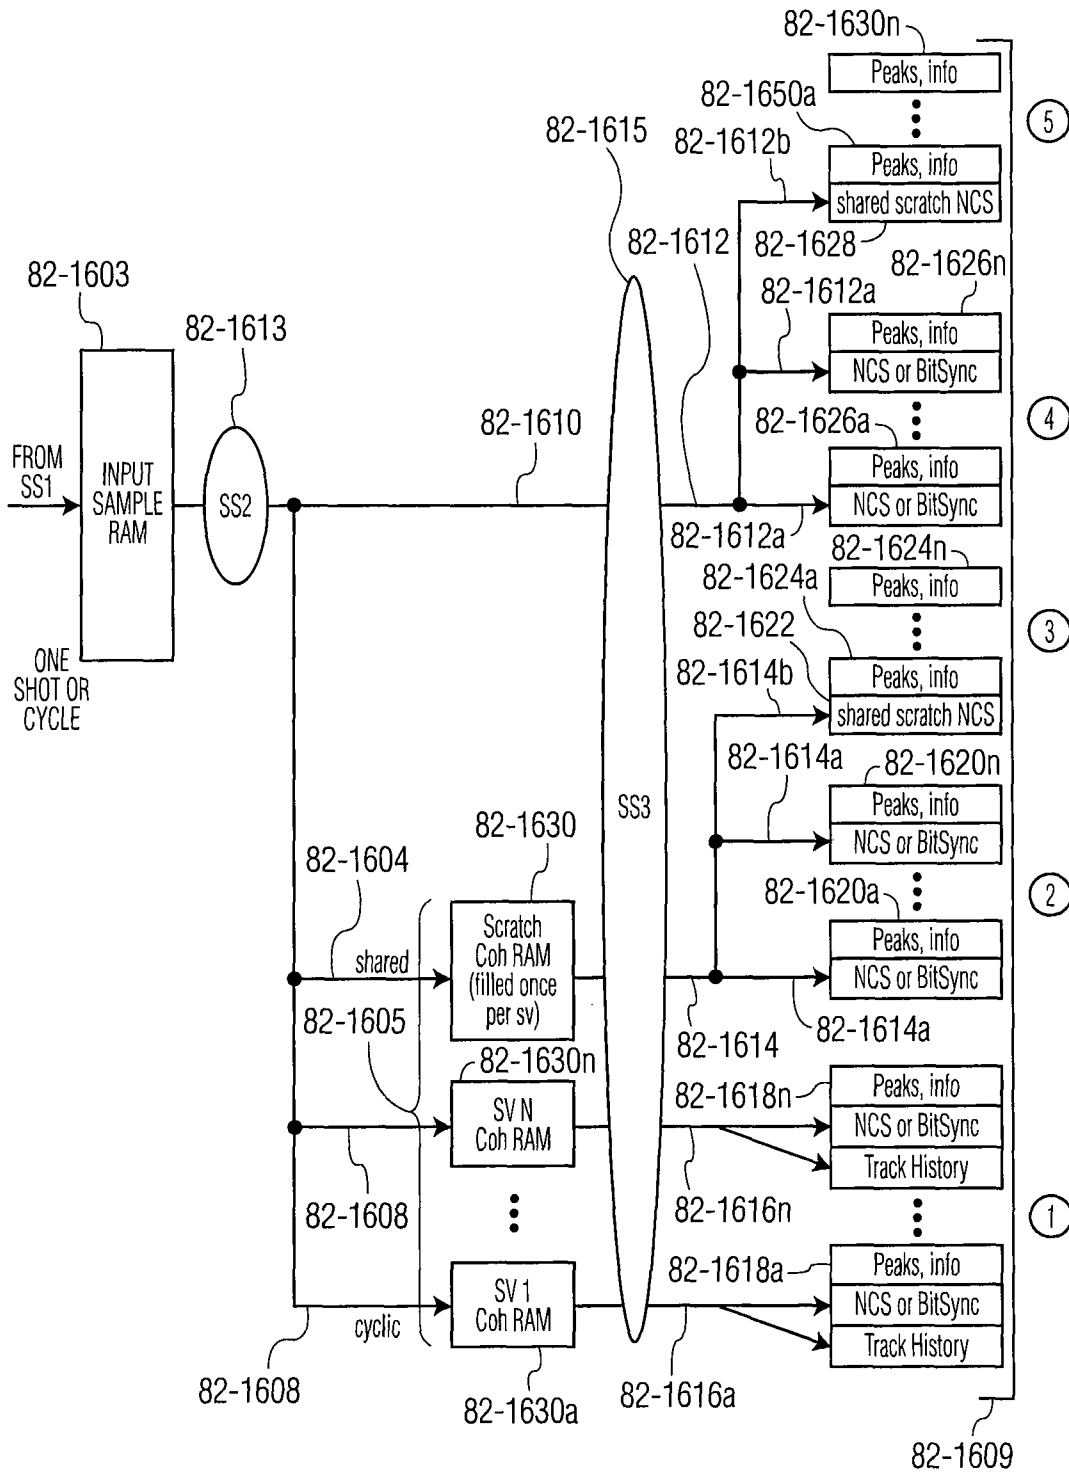 82-1630n
Peaks, info
5
82-1650a
82-1615
82-1612b
Peaks, info
shared scratch NCS
82-1612
82-1628
82-1603
82-1626n
82-1612a
82-1613
Peaks, info
NCS or BitSync
4
82-1610
82-1626a
FROM
SS1
INPUT
SAMPLE
RAM
SS2
Peaks, info
NCS or BitSync
82-1612a
82-1624n
82-1624a
Peaks, info
3
82-1622
ONE
SHOT OR
CYCLE
82-1614b
Peaks, info
shared scratch NCS
82-1614a
82-1620n
SS3
Peaks, info
NCS or BitSync
82-1630
82-1604
82-1620a
2
Scratch
Coh RAM
(filled once
per sv)
shared
Peaks, info
NCS or BitSync
82-1605
82-1614
82-1614a
82-1630n
82-1618n
Peaks, info
SV N
Coh RAM
NCS or BitSync
Track History
82-1608
82-1616n
1
82-1618a
Peaks, info
SV 1
Coh RAM
NCS or BitSync
cyclic
Track History
82-1608
82-1630a
82-1616a
82-1609